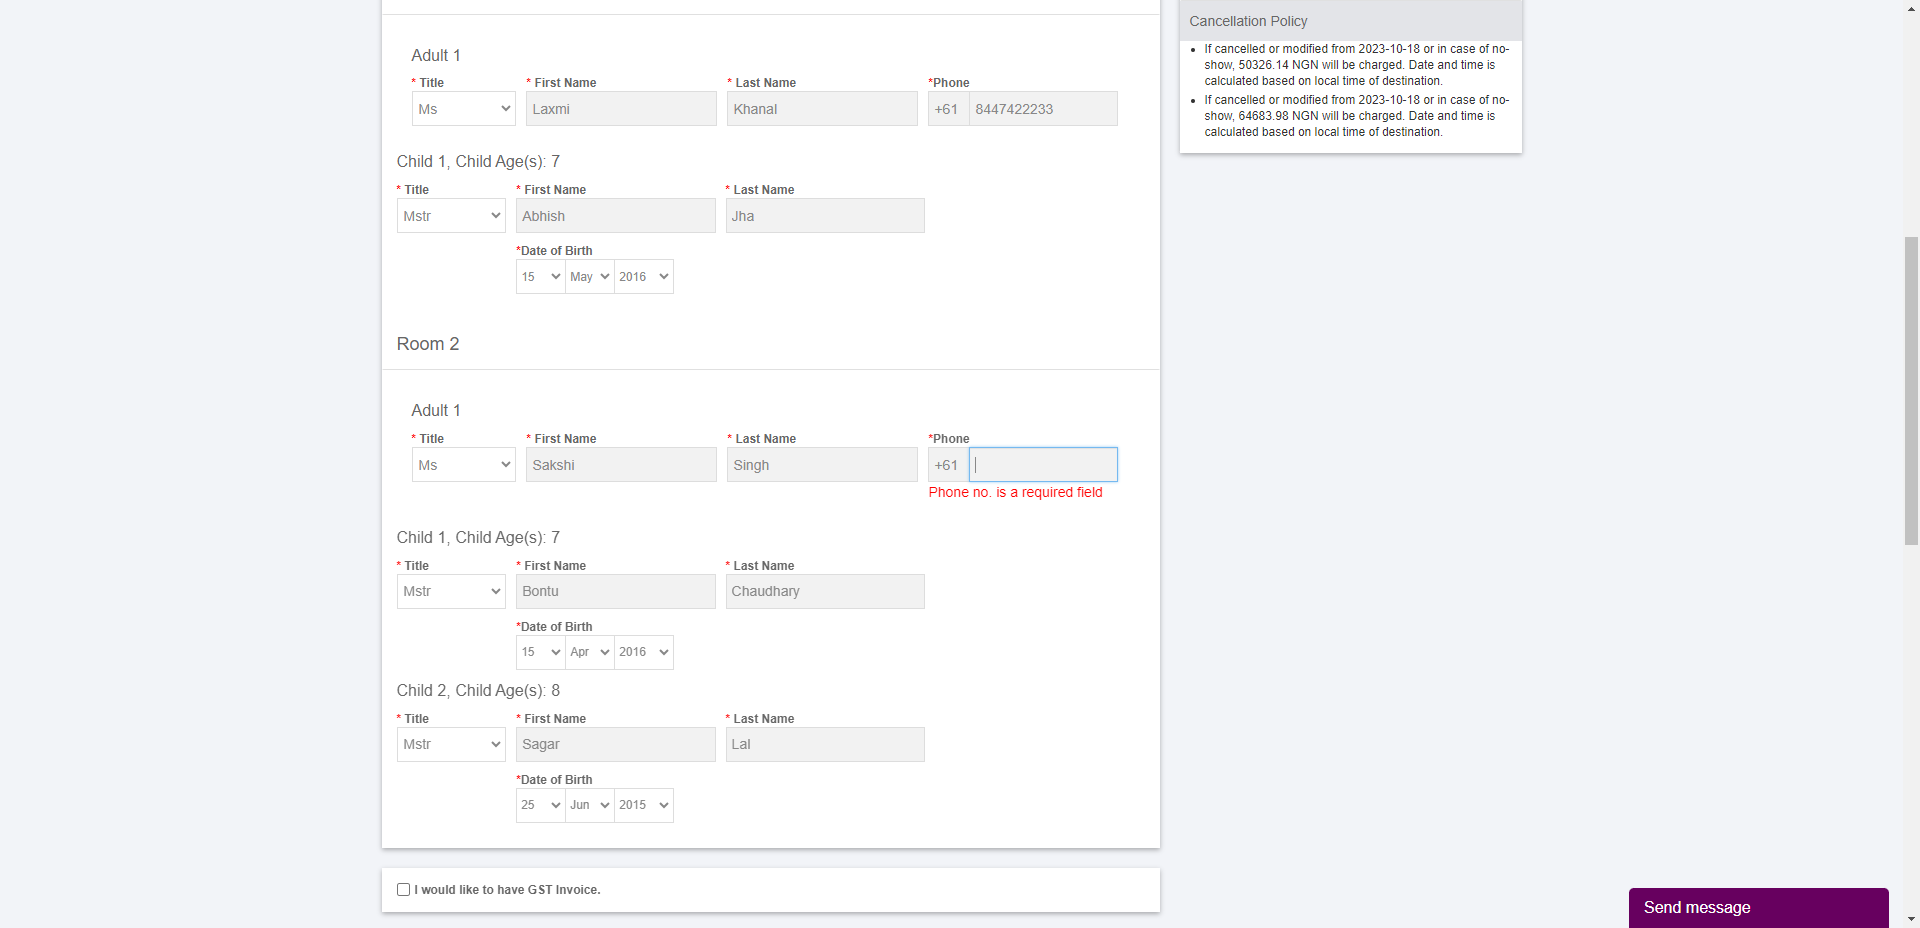 Adult 1
* Title * First Name * Last Name *Phone
Ms Laxmi Khanal +61 8447422233
Child 1, Child Age(s): 7
* Title * First Name * Last Name
Mstr Abhish Jha
*Date of Birth
15 May 2016
Room 2
Adult 1
* Title * First Name * Last Name *Phone
Ms Sakshi Singh +61
Phone no. is a required field
Child 1, Child Age(s): 7
* Title * First Name * Last Name
Mstr Bontu Chaudhary
*Date of Birth
15 Apr 2016
Child 2, Child Age(s): 8
* Title * First Name * Last Name
Mstr Sagar Lal
*Date of Birth
25 Jun 2015
I would like to have GST Invoice.
Cancellation Policy
• If cancelled or modified from 2023-10-18 or in case of no-
show, 50326.14 NGN will be charged. Date and time is
calculated based on local time of destination.
• If cancelled or modified from 2023-10-18 or in case of no-
show, 64683.98 NGN will be charged. Date and time is
calculated based on local time of destination.
Send message